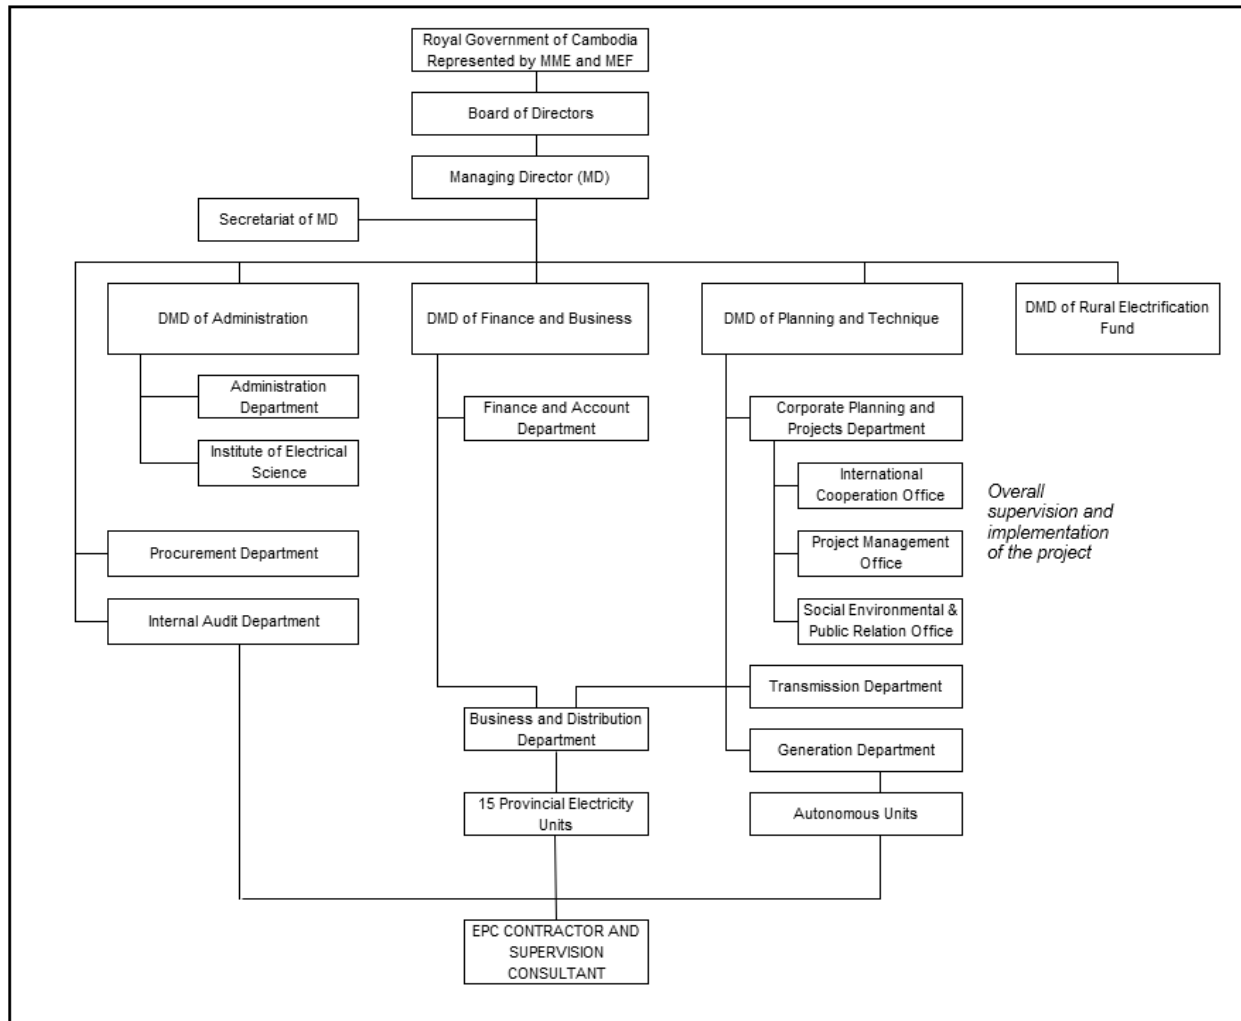 Royal Government of Cambodia
Represented by MME and MEF
Board of Directors
Managing Director (MD)
Secretariat of MD
DMD of Administration
DMD of Finance and Business
DMD of Planning and Technique
DMD of Rural Electrification
Fund
Administration
Department
Finance and Account
Department
Corporate Planning and
Projects Department
Institute of Electrical
Science
International
Cooperation Office
Overall
supervision and
implementation
of the project
Procurement Department
Project Management
Office
Internal Audit Department
Social Environmental &
Public Relation Office
Transmission Department
Business and Distribution
Department
Generation Department
15 Provincial Electricity
Units
Autonomous Units
EPC CONTRACTOR AND
SUPERVISION
CONSULTANT